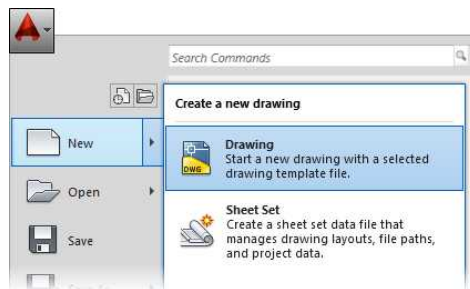 Search Commands
Create a new drawing
New
Drawing
Start a new drawing with a selected
drawing template file.
DWG
Open
Sheet Set
Create a sheet set data file that
manages drawing layouts, file paths,
and project data.
Save